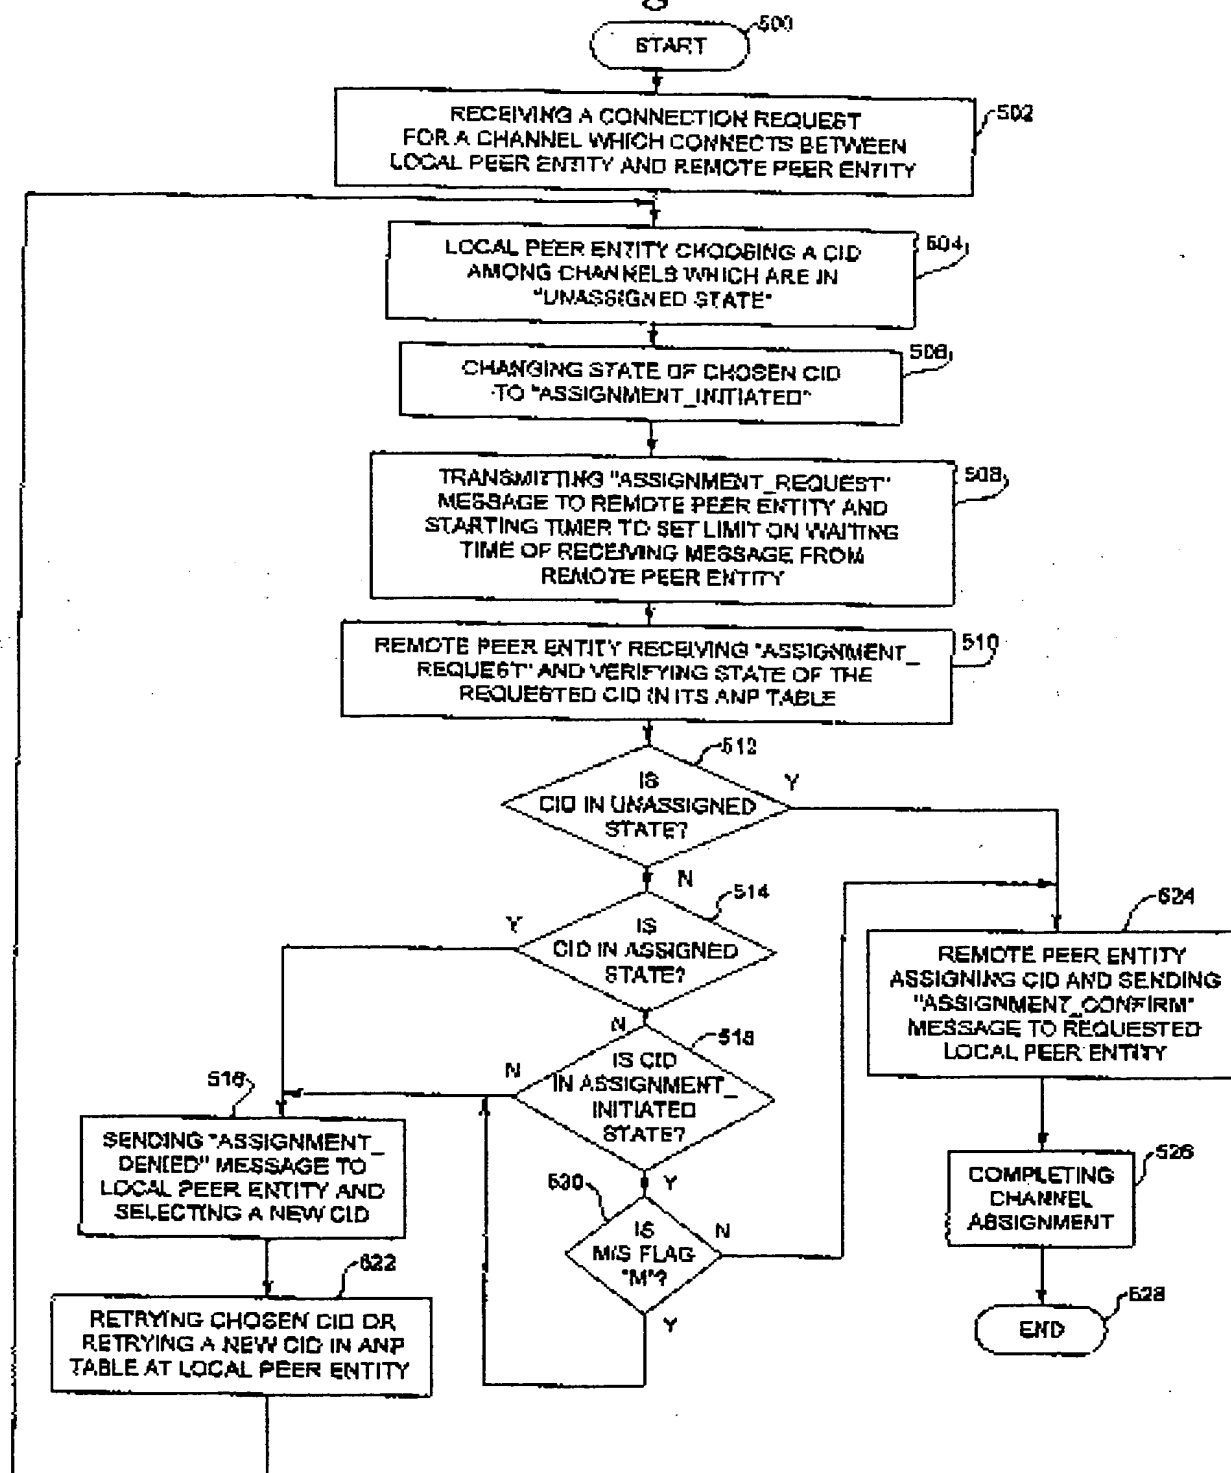 500
START
502
RECEIVING A CONNECTION REQUEST
FOR A CHANNEL WHICH CONNECTS BETWEEN
LOCAL PEER ENTITY AND REMOTE PEER ENTITY
504
LOCAL PEER ENTITY CHOOSING A CID
AMONG CHANNELS WHICH ARE IN
"UNASSIGNED STATE"
506
CHANGING STATE OF CHOSEN CID
TO "ASSIGNMENT_INITIATED"
508
TRANSMITTING "ASSIGNMENT_REQUEST"
MESSAGE TO REMOTE PEER ENTITY AND
STARTING TIMER TO SET LIMIT ON WAITING
TIME OF RECEIVING MESSAGE FROM
REMOTE PEER ENTITY
510
REMOTE PEER ENTITY RECEIVING "ASSIGNMENT_
REQUEST" AND VERIFYING STATE OF THE
REQUESTED CID IN ITS ANP TABLE
512
IS
CID IN UNASSIGNED
STATE?
Y
N
514
IS
CID IN ASSIGNED
STATE?
Y
N
518
IS CID
IN ASSIGNMENT_
INITIATED
STATE?
N
Y
516
SENDING "ASSIGNMENT_
DENIED" MESSAGE TO
LOCAL PEER ENTITY AND
SELECTING A NEW CID
520
IS
M/S FLAG
"M"?
N
Y
522
RETRYING CHOSEN CID OR
RETRYING A NEW CID IN ANP
TABLE AT LOCAL PEER ENTITY
524
REMOTE PEER ENTITY
ASSIGNING CID AND SENDING
"ASSIGNMENT_CONFIRM"
MESSAGE TO REQUESTED
LOCAL PEER ENTITY
526
COMPLETING
CHANNEL
ASSIGNMENT
528
END